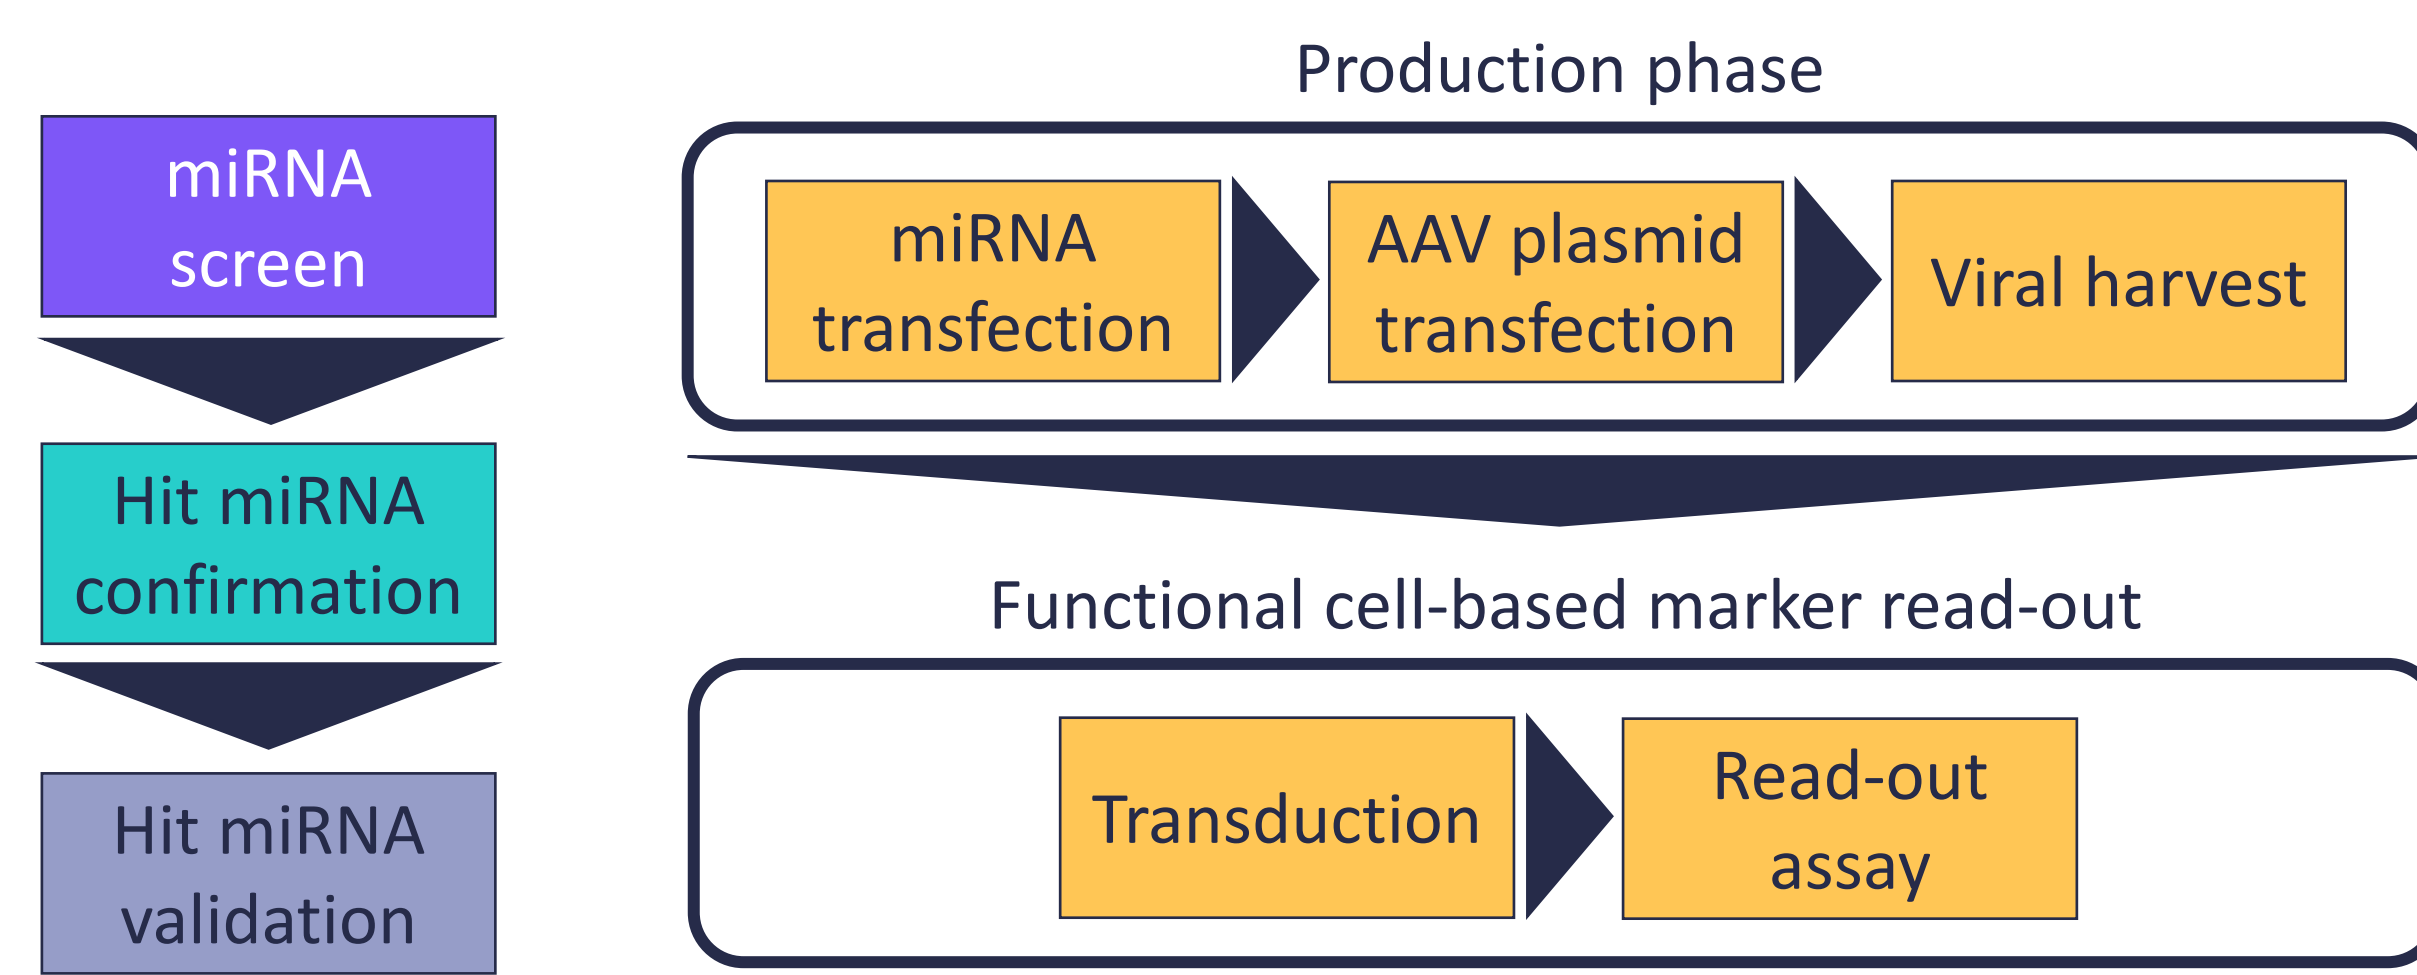 miRNA
screen
Hit miRNA
confirmation
Hit miRNA
validation
Production phase
miRNA
transfection
AAV plasmid
transfection
Viral harvest
Functional cell-based marker read-out
Transduction
Read-out
assay